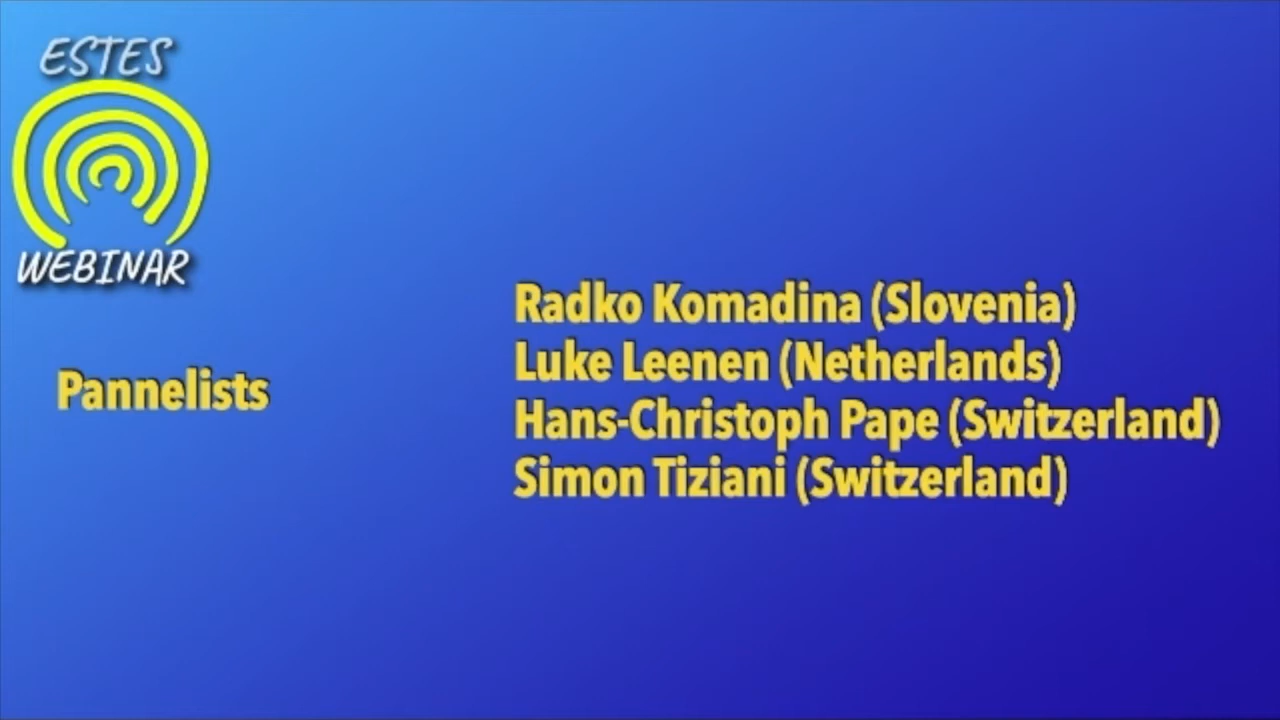 ESTES
WEBINAR
Pannelists
Radko Komadina (Slovenia)
Luke Leenen (Netherlands)
Hans-Christoph Pape (Switzerland)
Simon Tiziani (Switzerland)